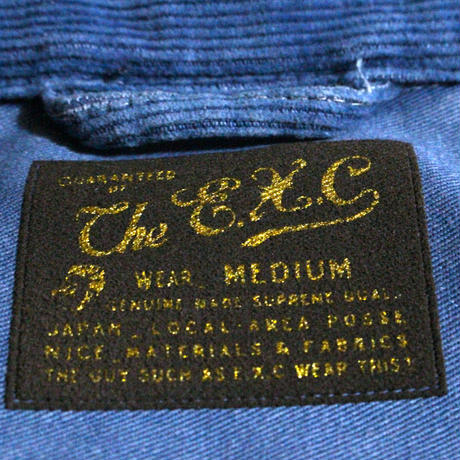 GUARANTEED
BY
The E.X.C
WEAR MEDIUM
GENUINE MADE SUPREME QUAL.
JAPAN LOCAL-AREA POSSE
NICE MATERIALS & FABRICS
THE GUY SUCH AS E.X.C WEAR THIS!